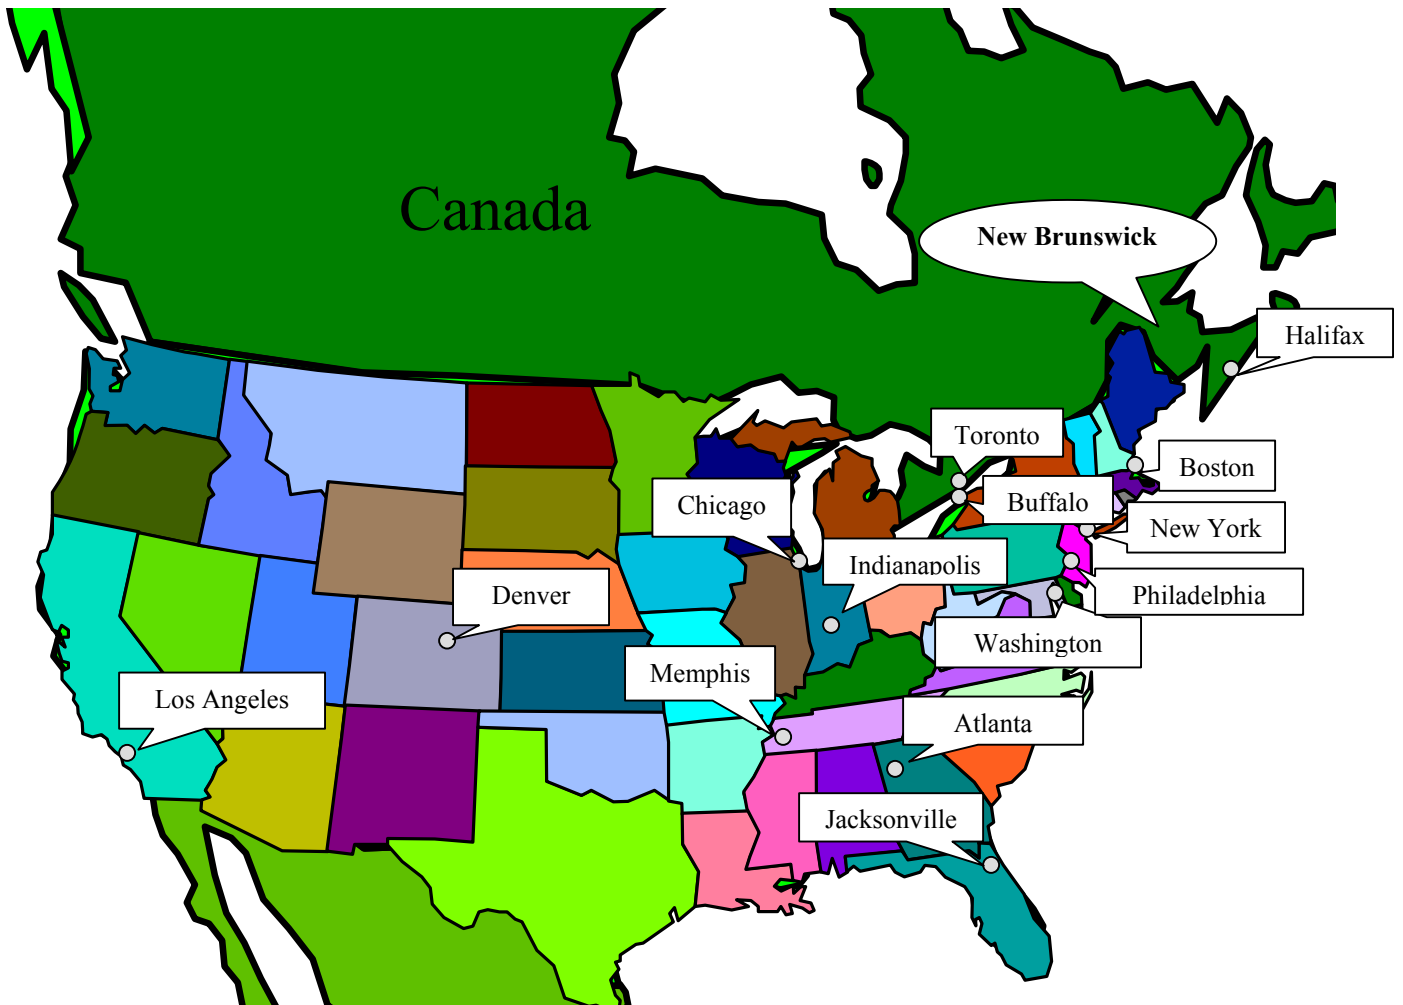 Canada
New Brunswick
Halifax
Toronto
Boston
Chicago
Buffalo
New York
Indianapolis
Denver
Philadelphia
Washington
Memphis
Los Angeles
Atlanta
Jacksonville